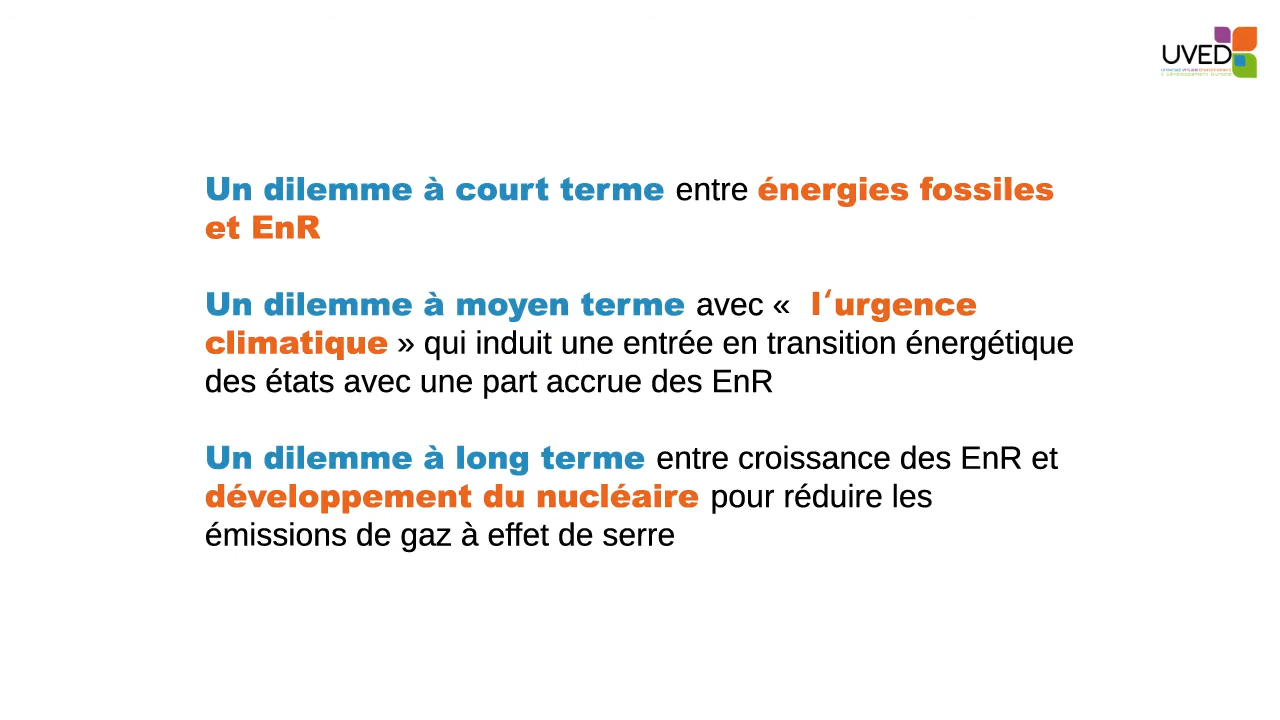 UVED
Un dilemme à court terme entre énergies fossiles
et EnR
Un dilemme à moyen terme avec «  l‘urgence
climatique » qui induit une entrée en transition énergétique
des états avec une part accrue des EnR
Un dilemme à long terme entre croissance des EnR et
développement du nucléaire pour réduire les
émissions de gaz à effet de serre